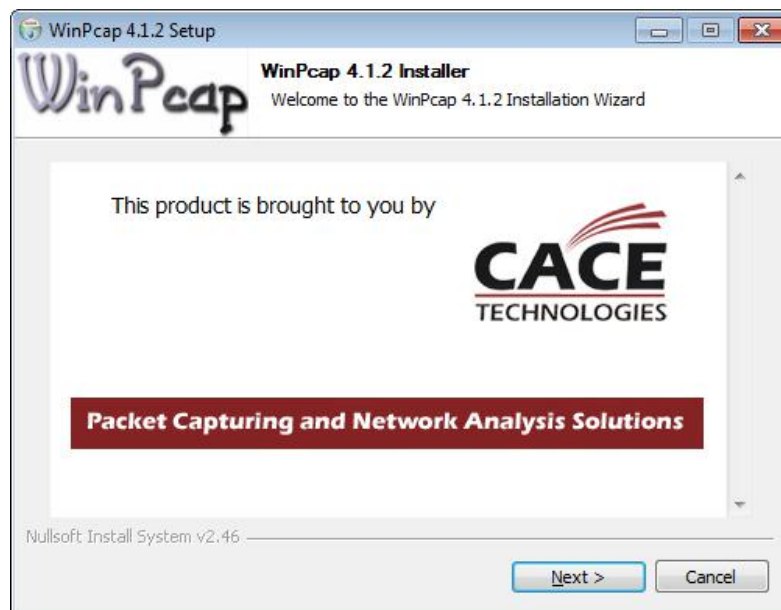 WinPcap 4.1.2 Setup
WinPcap
WinPcap 4.1.2 Installer
Welcome to the WinPcap 4.1.2 Installation Wizard
This product is brought to you by
CACE
TECHNOLOGIES
Packet Capturing and Network Analysis Solutions
Nullsoft Install System v2.46
Next >
Cancel